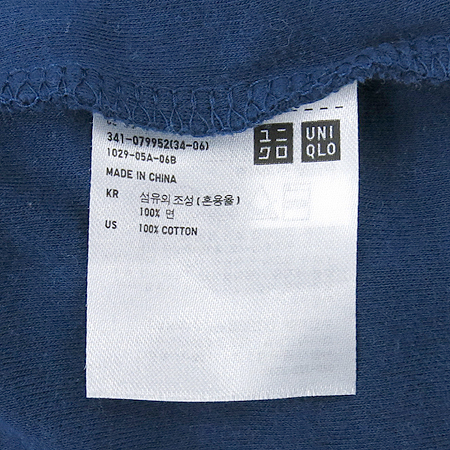 341-079952(34-06)
1029-05A-06B
MADE IN CHINA
KR 섬유의 조성(혼용율)
100% 면
US 100% COTTON
ユニ
クロ
UNI
QLO